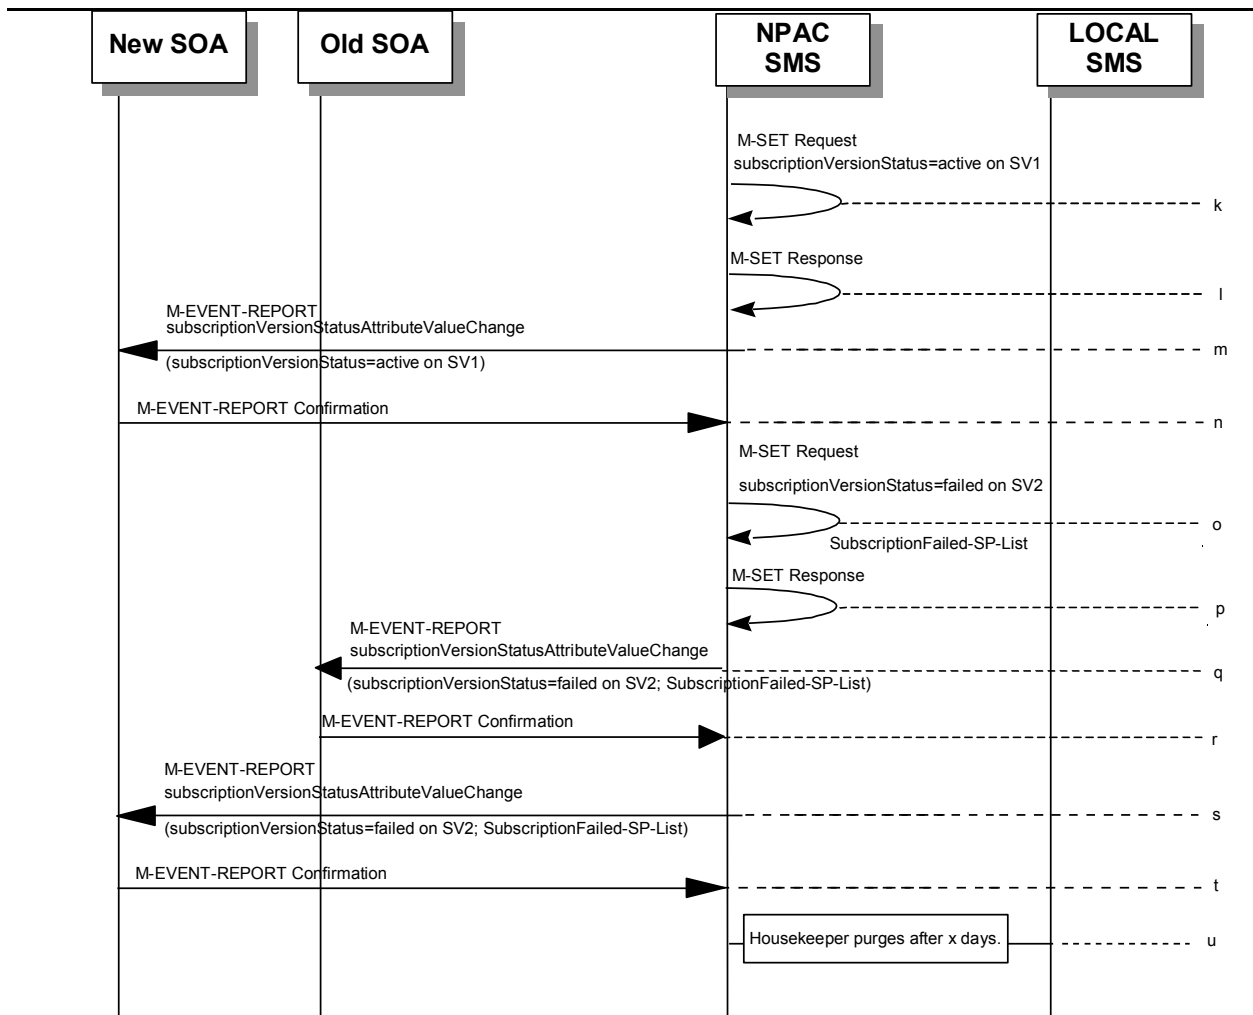 New SOA
Old SOA
NPAC
SMS
LOCAL
SMS
M-SET Request
subscriptionVersionStatus=active on SV1
k
M-SET Response
l
M-EVENT-REPORT
subscriptionVersionStatusAttributeValueChange
(subscriptionVersionStatus=active on SV1)
m
M-EVENT-REPORT Confirmation
n
M-SET Request
subscriptionVersionStatus=failed on SV2
o
SubscriptionFailed-SP-List
M-SET Response
p
M-EVENT-REPORT
subscriptionVersionStatusAttributeValueChange
(subscriptionVersionStatus=failed on SV2; SubscriptionFailed-SP-List)
q
M-EVENT-REPORT Confirmation
r
M-EVENT-REPORT
subscriptionVersionStatusAttributeValueChange
(subscriptionVersionStatus=failed on SV2; SubscriptionFailed-SP-List)
s
M-EVENT-REPORT Confirmation
t
Housekeeper purges after x days.
u